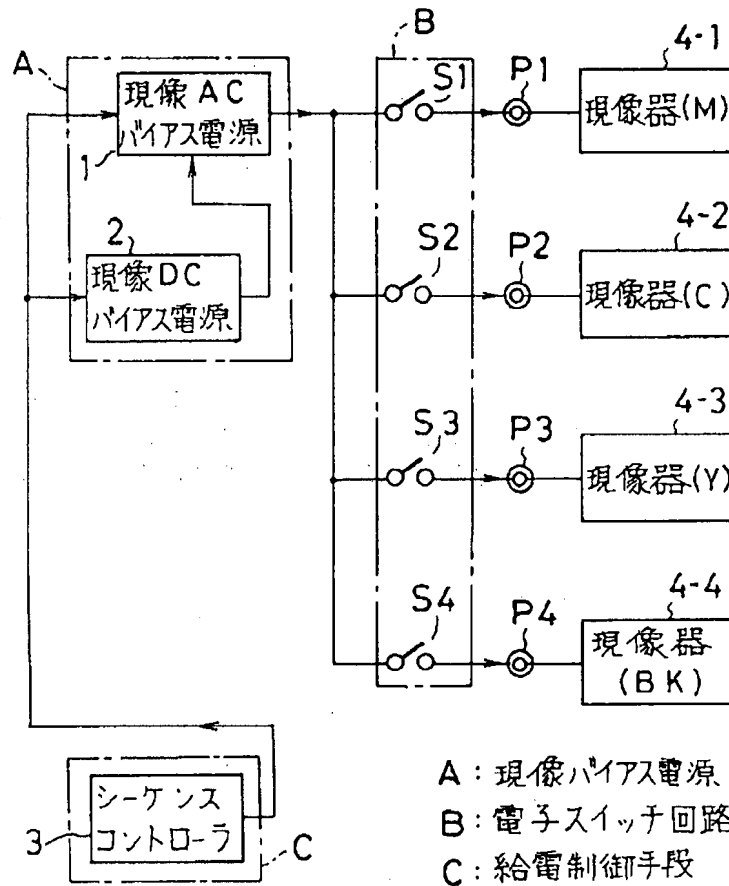 A
現像AC
バイアス電源
1
2
現像DC
バイアス電源
B
S1
P1
4-1
現像器(M)
S2
P2
4-2
現像器(C)
S3
P3
4-3
現像器(Y)
S4
P4
4-4
現像器
(BK)
シーケンス
コントローラ
3
C
A:現像バイアス電源
B:電子スイッチ回路
C:給電制御手段